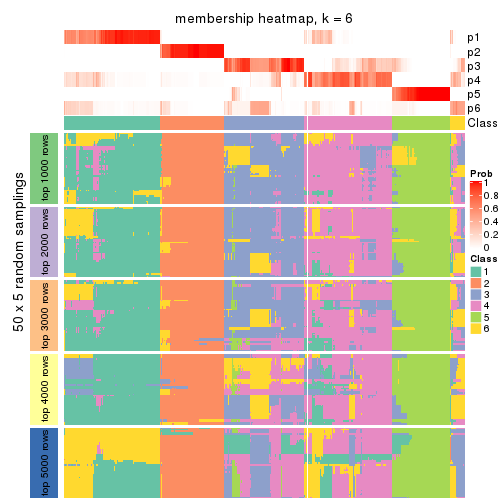 membership heatmap, k = 6
p1
p2
p3
p4
p5
p6
Class
50 x 5 random samplings
top 1000 rows
top 2000 rows
top 3000 rows
top 4000 rows
top 5000 rows
Prob
1
0.8
0.6
0.4
0.2
0
Class
1
2
3
4
5
6